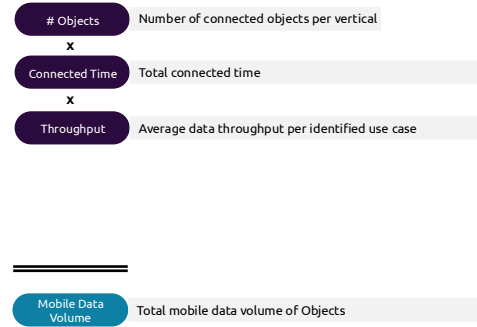 # Objects Number of connected objects per vertical
x
Connected Time Total connected time
x
Throughput Average data throughput per identified use case
Mobile Data
Volume
Total mobile data volume of Objects